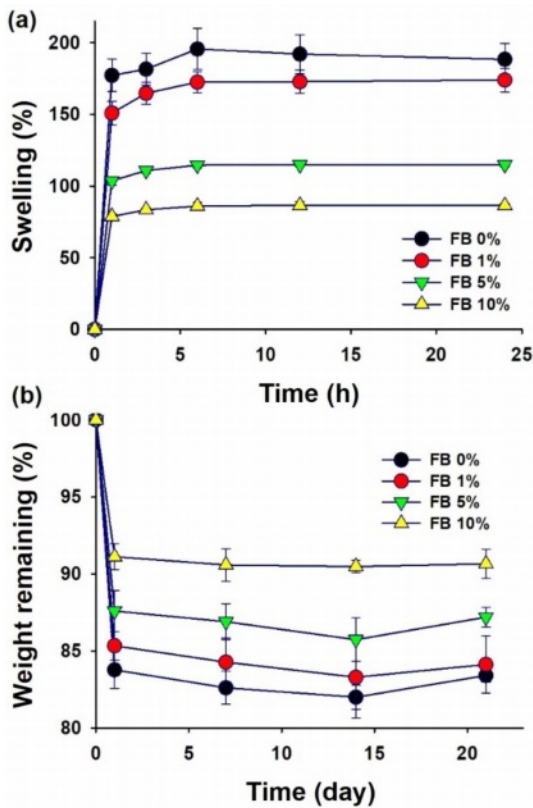 (a)
200
150
100
50
0
Swelling (%)
FB 0%
FB 1%
FB 5%
FB 10%
0 5 10 15 20 25
Time (h)
(b)
100
95
90
85
80
Weight remaining (%)
FB 0%
FB 1%
FB 5%
FB 10%
0 5 10 15 20
Time (day)